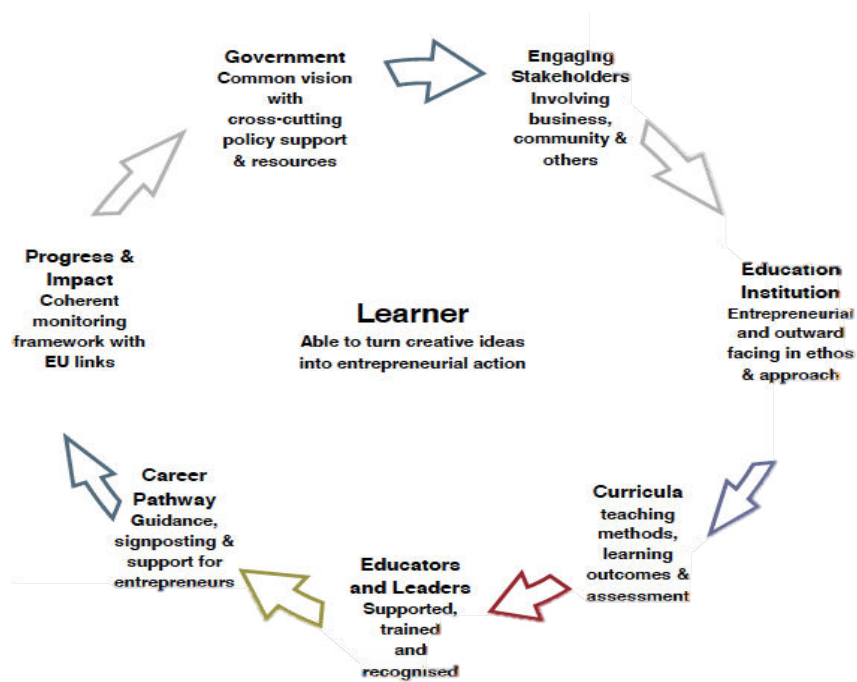 Government
Common vision
with
cross-cutting
policy support
& resources
Engaging
Stakeholders
Involving
business,
community &
others
Education
Institution
Entrepreneurial
and outward
facing in ethos
& approach
Curricula
teaching
methods,
learning
outcomes &
assessment
Educators
and Leaders
Supported,
trained
and
recognised
Career
Pathway
Guidance,
signposting &
support for
entrepreneurs
Progress &
Impact
Coherent
monitoring
framework with
EU links
Learner
Able to turn creative ideas
into entrepreneurial action